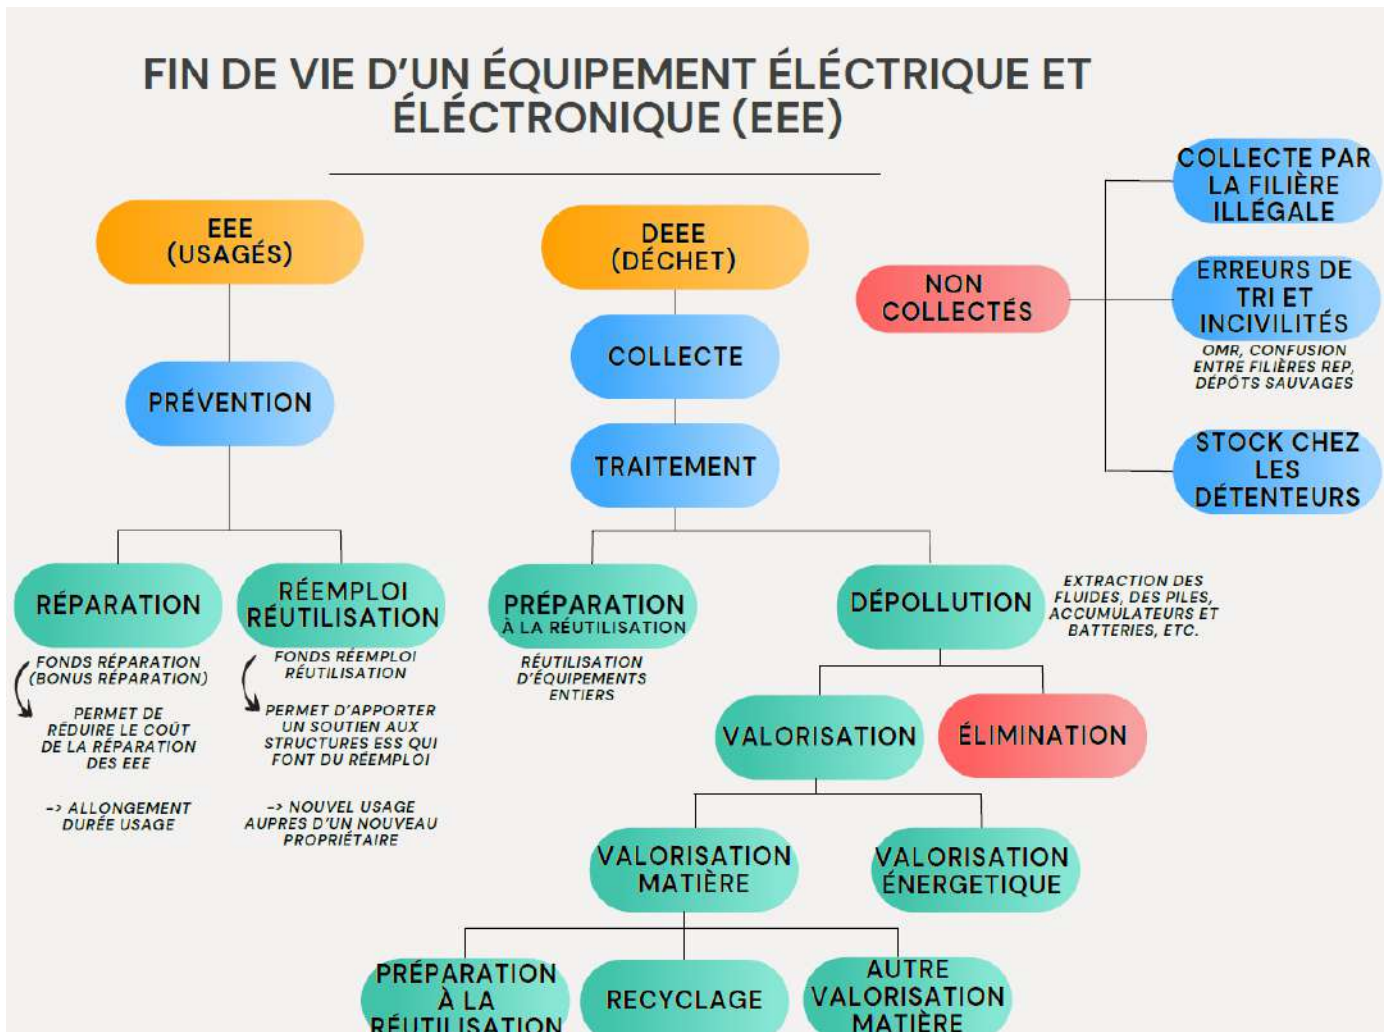 FIN DE VIE D'UN ÉQUIPEMENT ÉLÉCTRIQUE ET
ÉLÉCTRONIQUE (EEE)
EEE
(USAGÉS)
PRÉVENTION
RÉPARATION
FONDS RÉPARATION
(BONUS RÉPARATION)
PERMET DE
RÉDUIRE LE COÛT
DE LA RÉPARATION
DES EEE
-> ALLONGEMENT
DURÉE USAGE
RÉEMPLOI
RÉUTILISATION
FONDS RÉEMPLOI
RÉUTILISATION
PERMET D'APPORTER
UN SOUTIEN AUX
STRUCTURES ESS QUI
FONT DU RÉEMPLOI
-> NOUVEL USAGE
AUPRES D'UN NOUVEAU
PROPRIÉTAIRE
DEEE
(DÉCHET)
COLLECTE
TRAITEMENT
PRÉPARATION
À LA RÉUTILISATION
RÉUTILISATION
D'ÉQUIPEMENTS
ENTIERS
DÉPOLLUTION
EXTRACTION DES
FLUIDES, DES PILES,
ACCUMULATEURS ET
BATTERIES, ETC.
VALORISATION
ÉLIMINATION
VALORISATION
MATIÈRE
VALORISATION
ÉNERGETIQUE
PRÉPARATION
À LA
RÉUTILISATION
RECYCLAGE
AUTRE
VALORISATION
MATIÈRE
NON
COLLECTÉS
COLLECTE PAR
LA FILIÈRE
ILLÉGALE
ERREURS DE
TRI ET
INCIVILITÉS
OMR, CONFUSION
ENTRE FILIÈRES REP,
DÉPÔTS SAUVAGES
STOCK CHEZ
LES
DÉTENTEURS